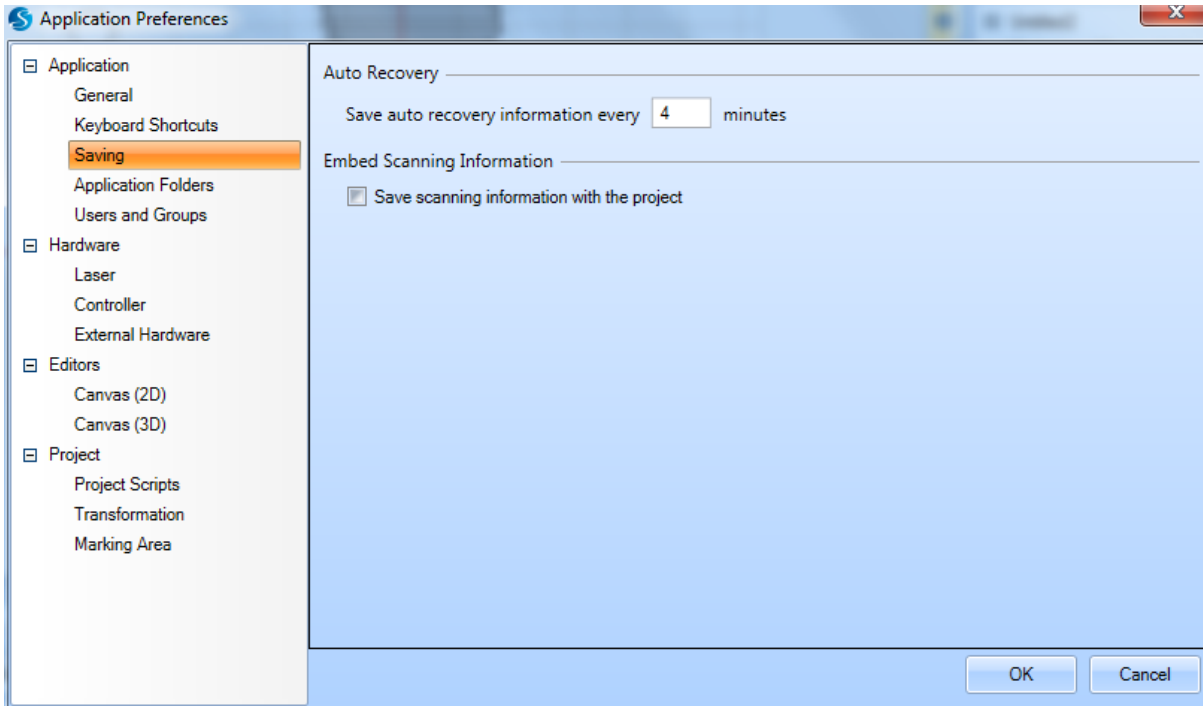 Application Preferences
Application
General
Keyboard Shortcuts
Saving
Application Folders
Users and Groups
Hardware
Laser
Controller
External Hardware
Editors
Canvas (2D)
Canvas (3D)
Project
Project Scripts
Transformation
Marking Area
Auto Recovery
Save auto recovery information every 4 minutes
Embed Scanning Information
Save scanning information with the project
OK Cancel